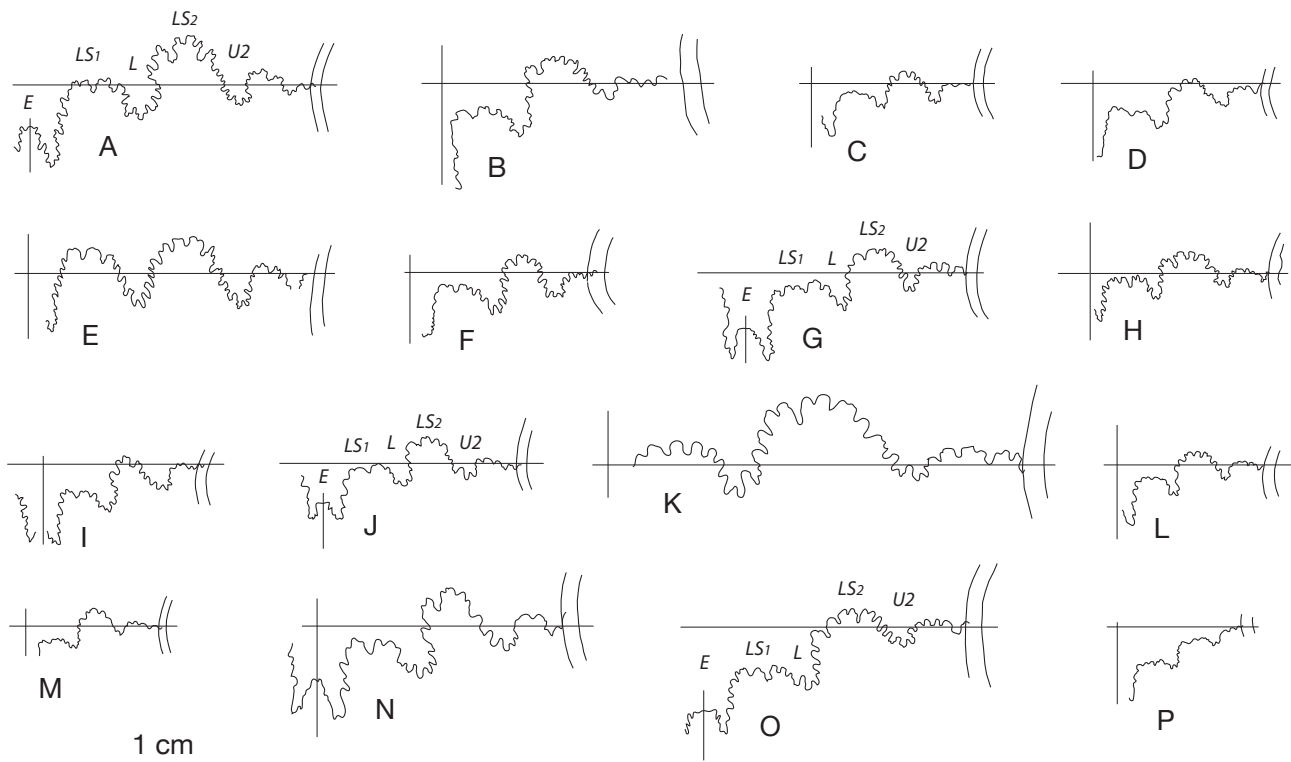 LS2
LS1 L U2
E
A B C D
LS2
LS1 L U2
E
E F G H
LS2
LS1 L U2
E
I J K L
LS2 U2
E LS1 L
M N O P
1 cm